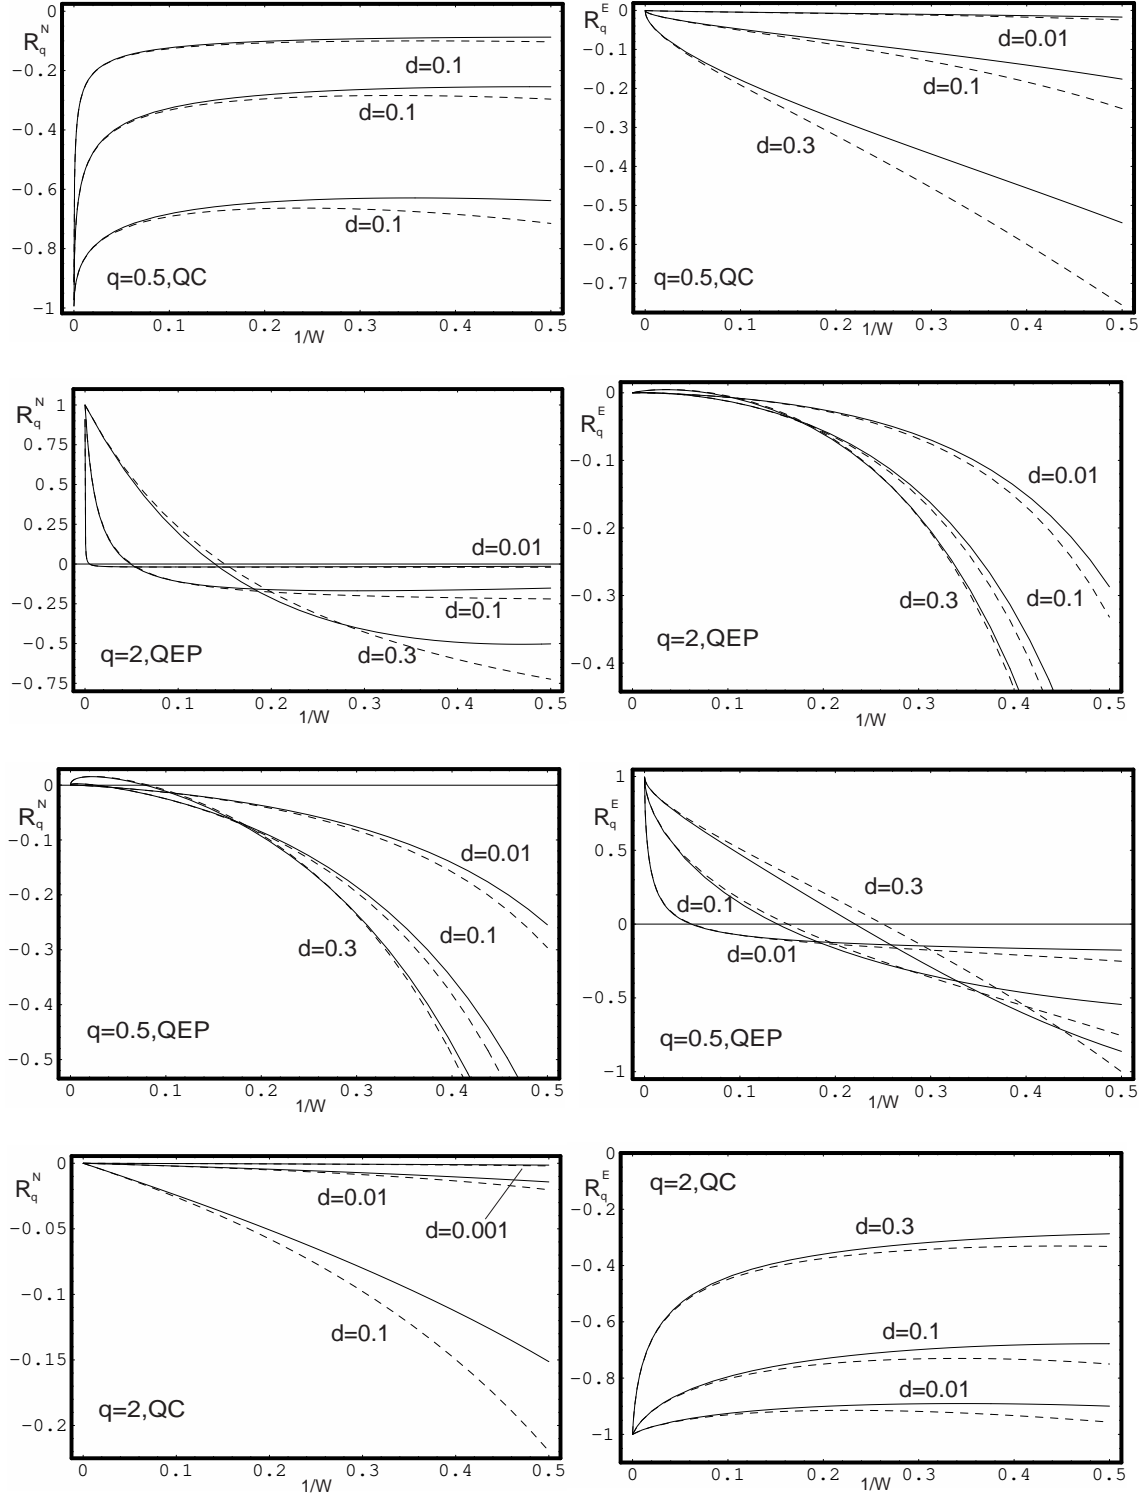 R_q^N
0
-0.2
-0.4
-0.6
-0.8
-1
d=0.1
d=0.1
d=0.1
q=0.5,QC
0 0.1 0.2 0.3 0.4 0.5
1/W
R_q^E
0
-0.1
-0.2
-0.3
-0.4
-0.5
-0.6
-0.7
d=0.01
d=0.1
d=0.3
q=0.5,QC
0 0.1 0.2 0.3 0.4 0.5
1/W
R_q^N
1
0.75
0.5
0.25
0
-0.25
-0.5
-0.75
d=0.01
d=0.1
d=0.3
q=2,QEP
0 0.1 0.2 0.3 0.4 0.5
1/W
R_q^E
0
-0.1
-0.2
-0.3
-0.4
d=0.01
d=0.3
d=0.1
q=2,QEP
0 0.1 0.2 0.3 0.4 0.5
1/W
R_q^N
0
-0.1
-0.2
-0.3
-0.4
-0.5
d=0.01
d=0.1
d=0.3
q=0.5,QEP
0 0.1 0.2 0.3 0.4 0.5
1/W
R_q^E
1
0.5
0
-0.5
-1
d=0.3
d=0.1
d=0.01
q=0.5,QEP
0 0.1 0.2 0.3 0.4 0.5
1/W
R_q^N
0
-0.05
-0.1
-0.15
-0.2
d=0.01
d=0.001
d=0.1
q=2,QC
0 0.1 0.2 0.3 0.4 0.5
1/W
R_q^E
0
-0.2
-0.4
-0.6
-0.8
-1
q=2,QC
d=0.3
d=0.1
d=0.01
0 0.1 0.2 0.3 0.4 0.5
1/W